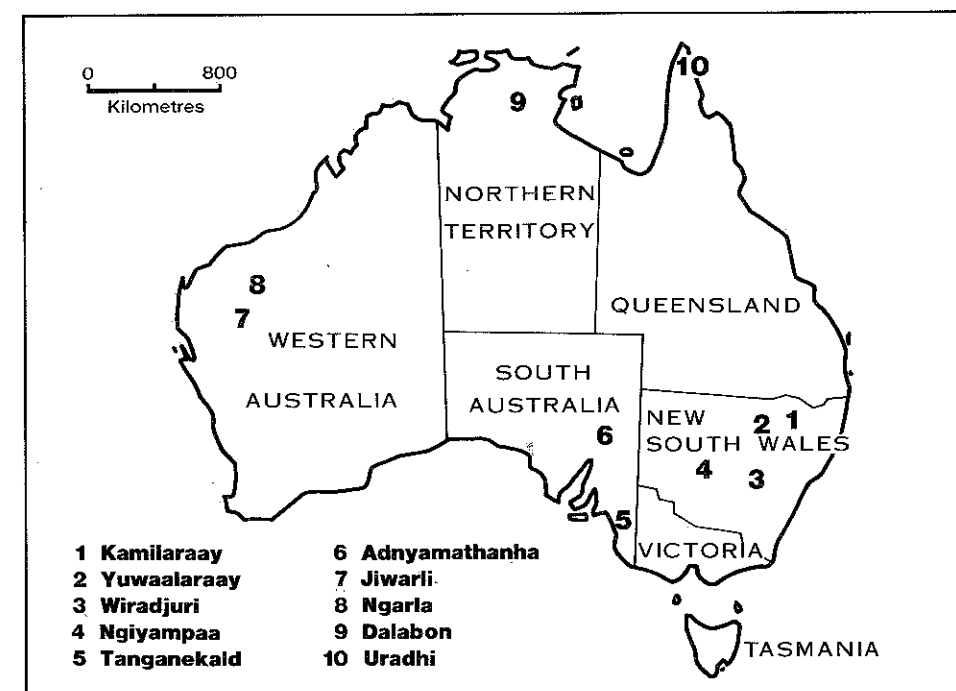 0 800
Kilometres
10
9
NORTHERN
TERRITORY
8
7
QUEENSLAND
WESTERN
AUSTRALIA
SOUTH
AUSTRALIA
6
NEW
SOUTH WALES
2 1
4 3
5
VICTORIA
TASMANIA
1 Kamilaraay
2 Yuwaalaraay
3 Wiradjuri
4 Ngiyampaa
5 Tanganekald
6 Adnyamathanha
7 Jiwarli
8 Ngarla
9 Dalabon
10 Uradhi